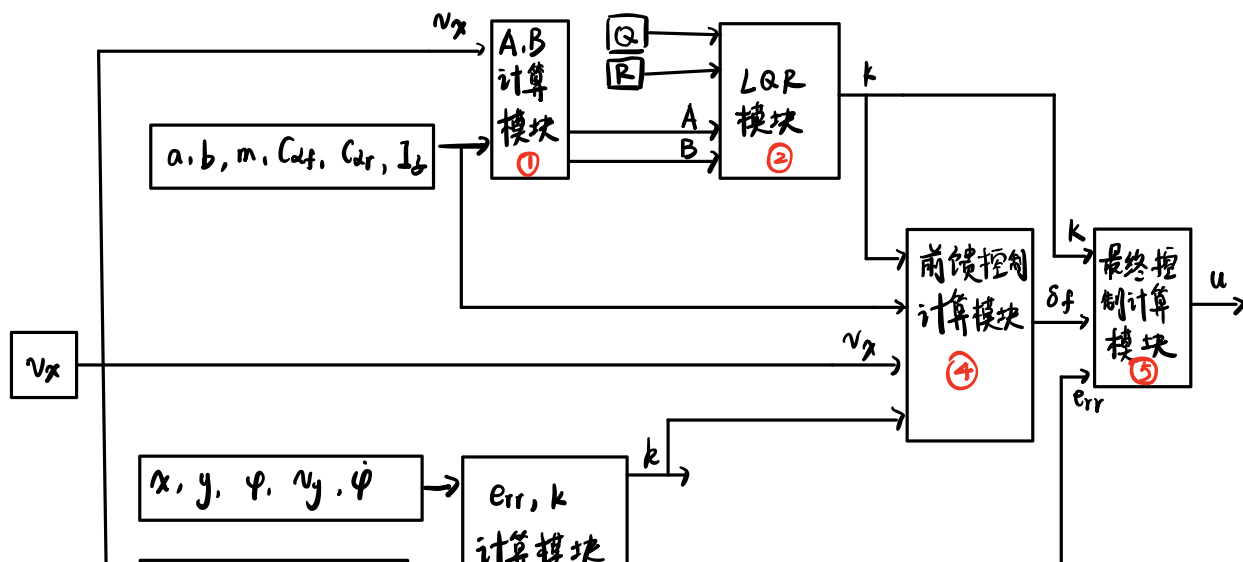 vx
A.B
计算
模块
①
Q
R
A
B
LQR
模块
②
k
a.b, m. Cαf, Cαr, Iz
前馈控制
计算模块
④
k
δf
最终控
制计算
模块
⑤
u
vx
vx
err
x, y, φ, vy, φ̇
k
err, k
计算模块